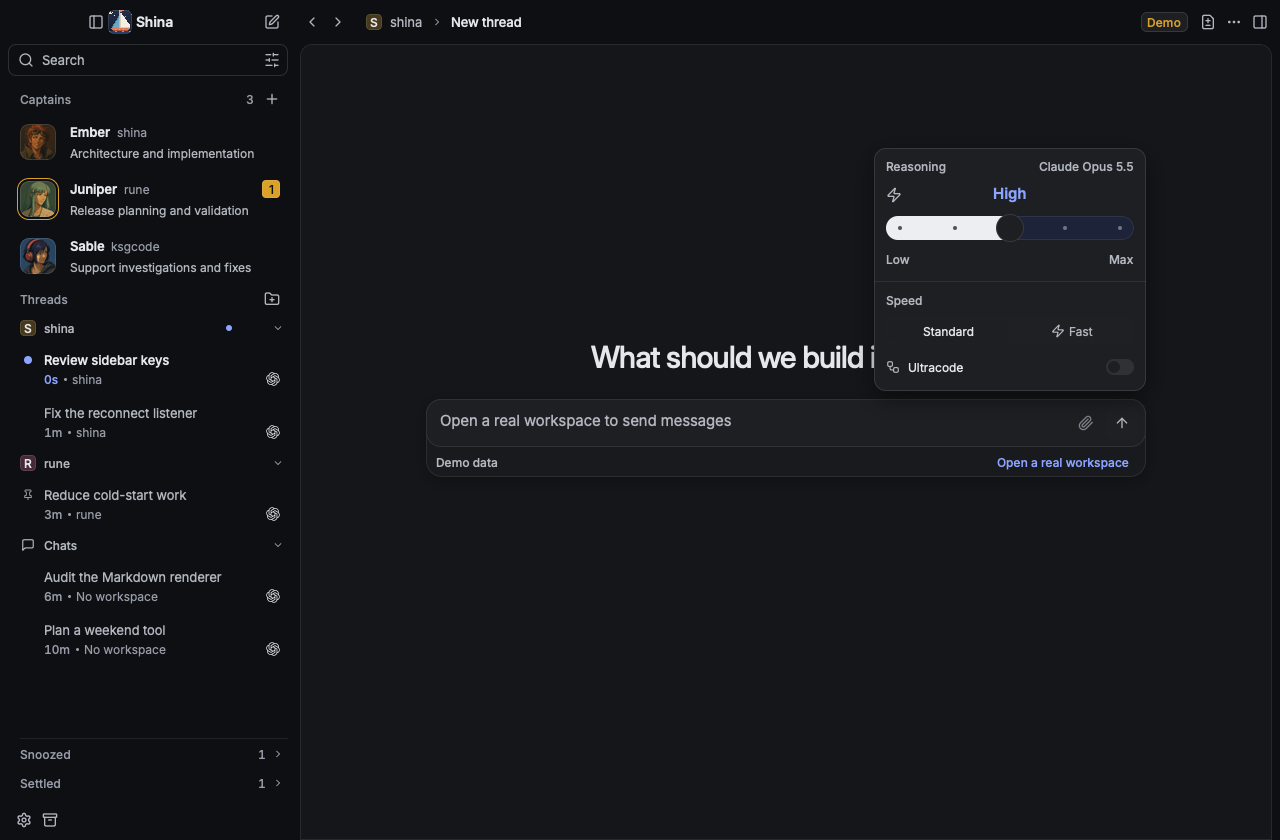 Shina
Search
Captains 3
Ember shina
Architecture and implementation
Juniper rune 1
Release planning and validation
Sable ksgcode
Support investigations and fixes
Threads
S shina
Review sidebar keys
0s • shina
Fix the reconnect listener
1m • shina
R rune
Reduce cold-start work
3m • rune
Chats
Audit the Markdown renderer
6m • No workspace
Plan a weekend tool
10m • No workspace
Snoozed 1
Settled 1
S shina > New thread
Demo
Reasoning Claude Opus 5.5
High
Low Max
Speed
Standard Fast
Ultracode
What should we build
Open a real workspace to send messages
Demo data Open a real workspace